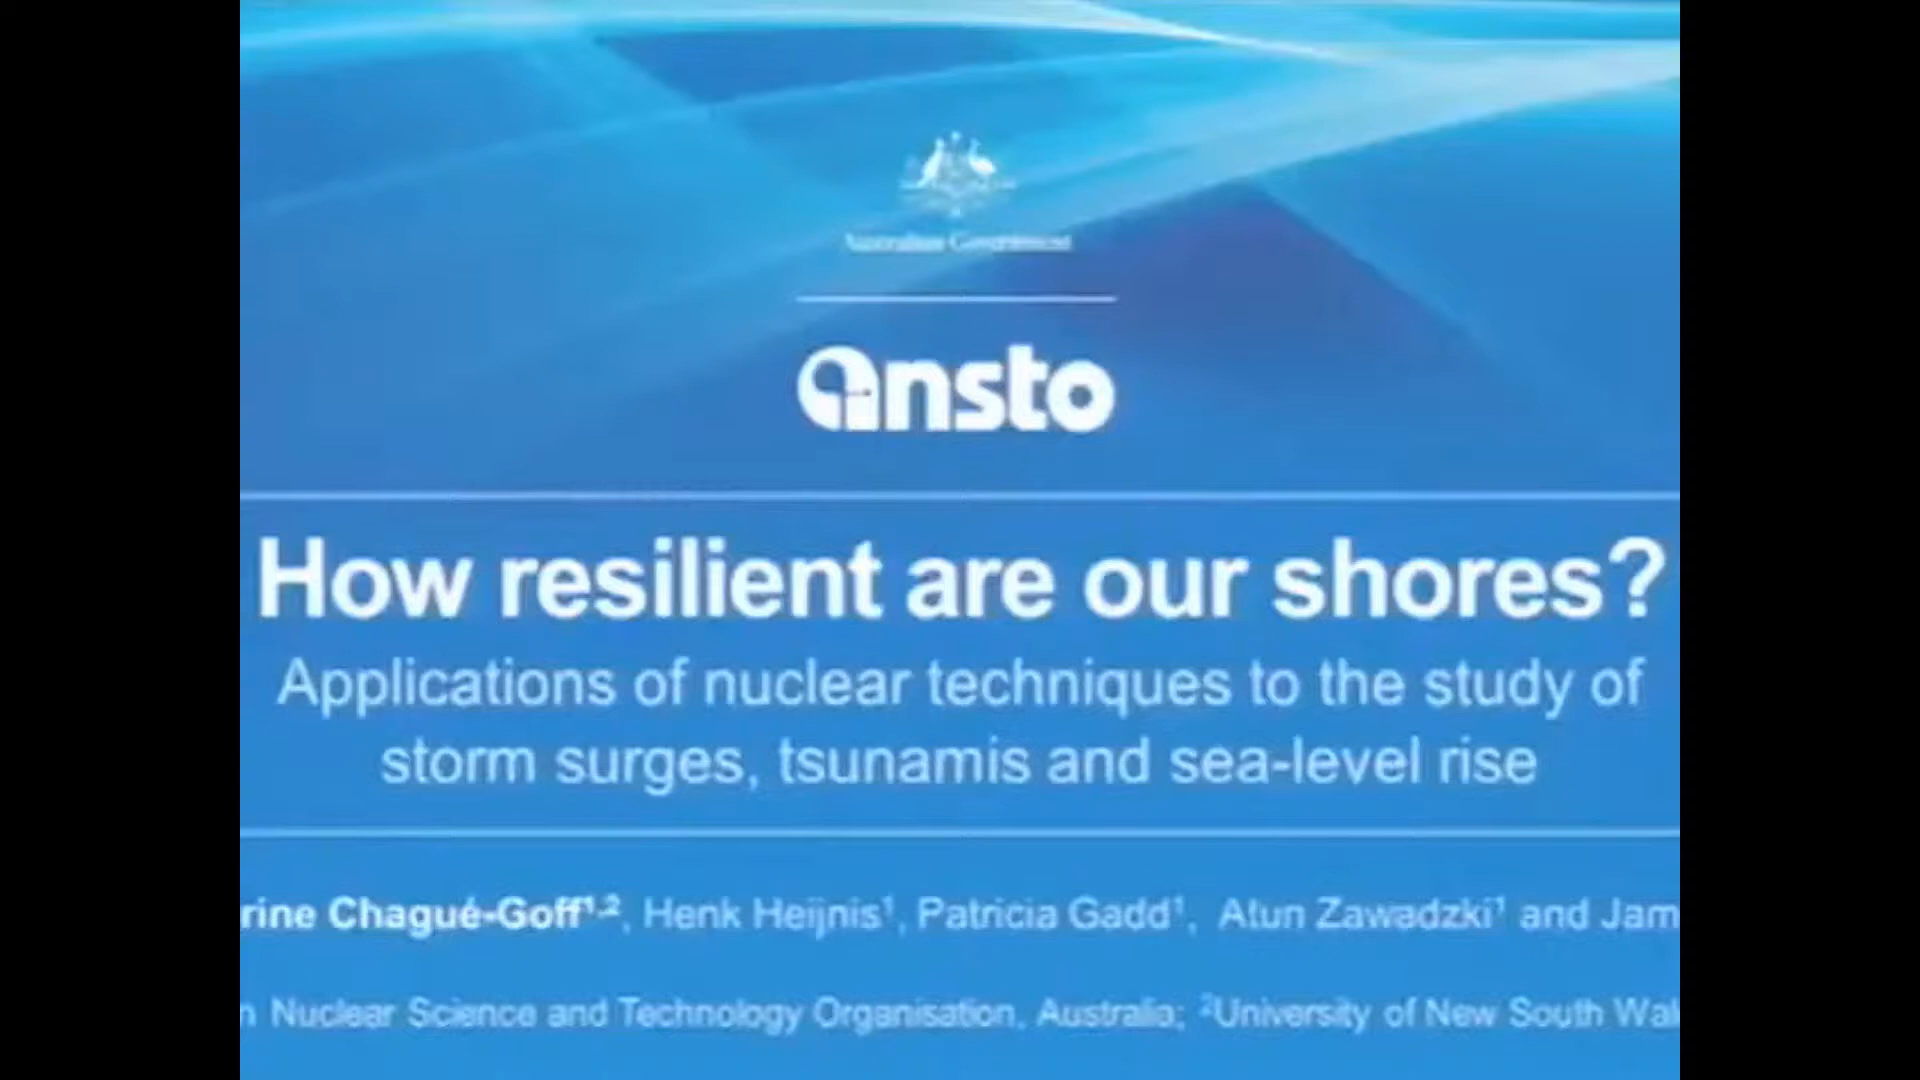 Australian Government
ansto
How resilient are our shores?
Applications of nuclear techniques to the study of
storm surges, tsunamis and sea-level rise
rine Chagué-Goff¹,², Henk Heijnis¹, Patricia Gadd¹, Atun Zawadzki¹ and Jam
n Nuclear Science and Technology Organisation, Australia; ²University of New South Wal